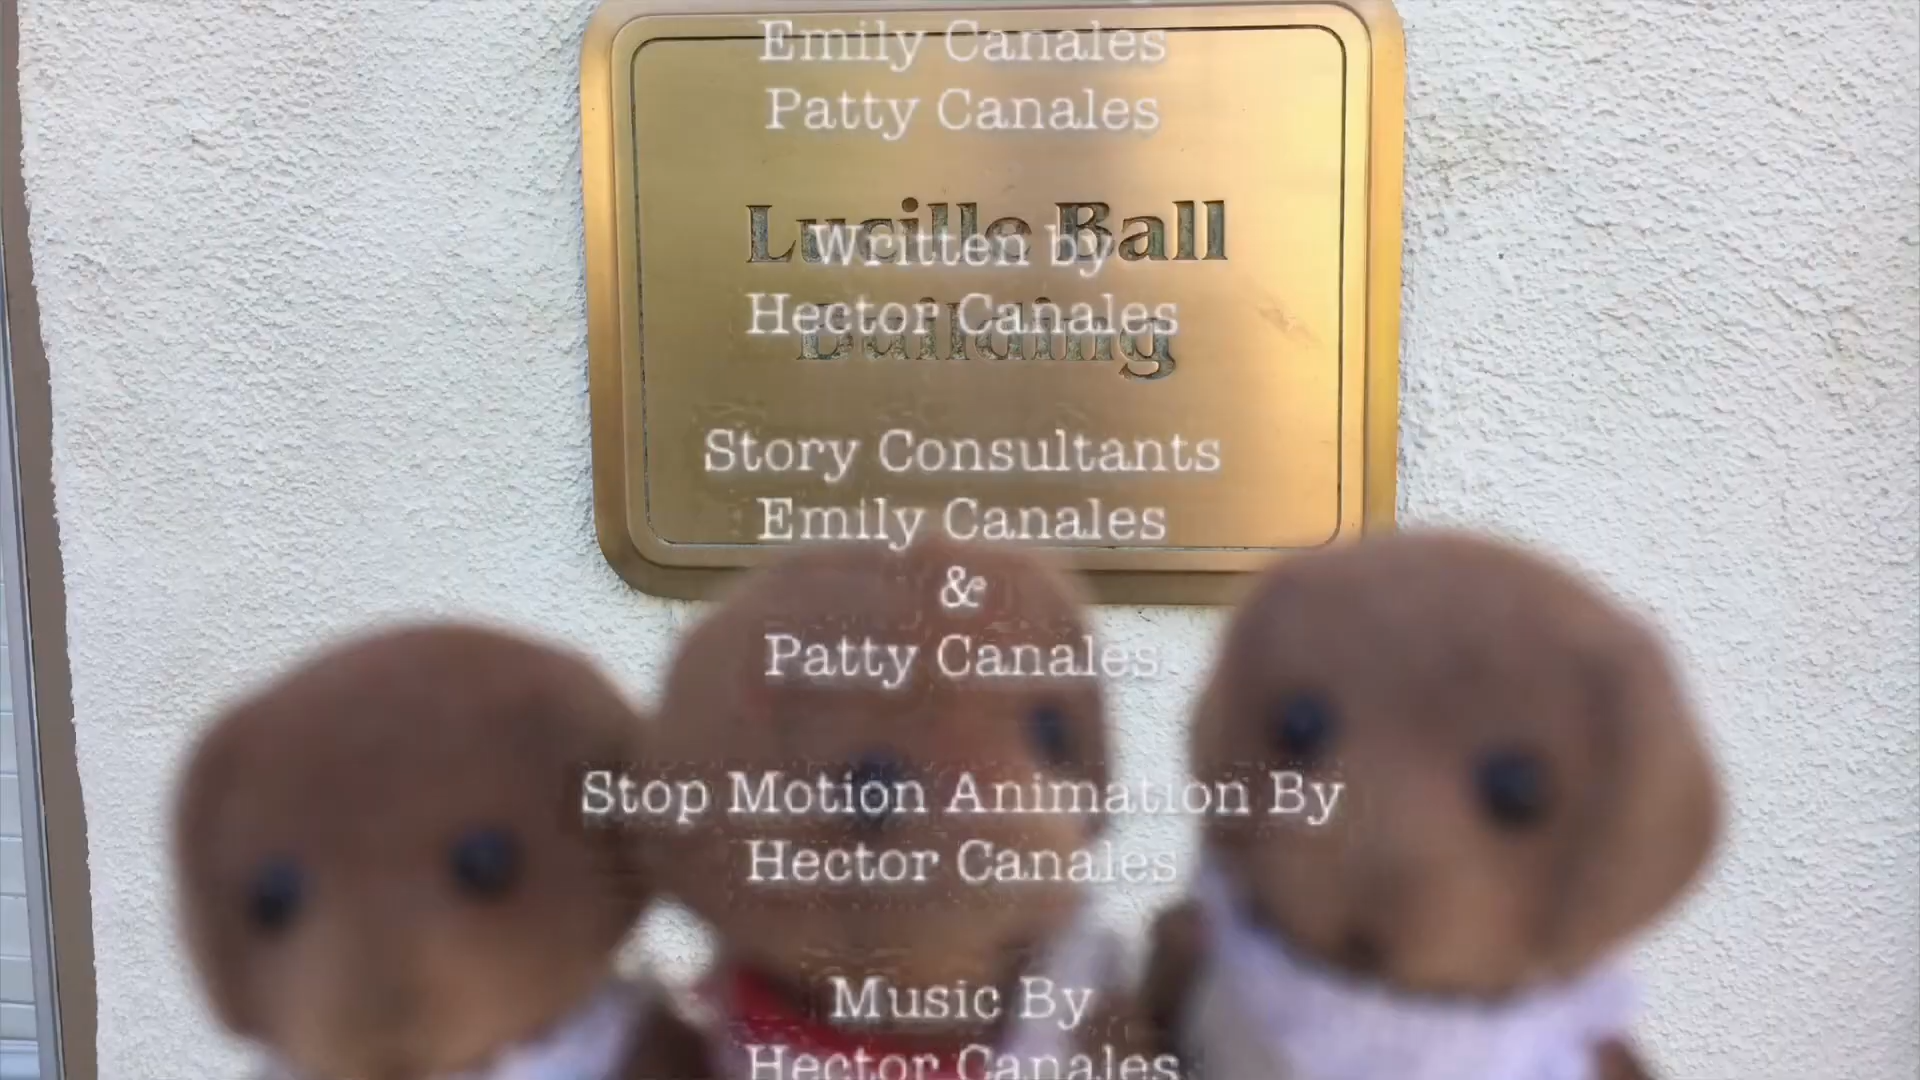 Emily Canales
Patty Canales
Lucille Ball
Building
Written by
Hector Canales
Story Consultants
Emily Canales
&
Patty Canales
Stop Motion Animation By
Hector Canales
Music By
Hector Canales